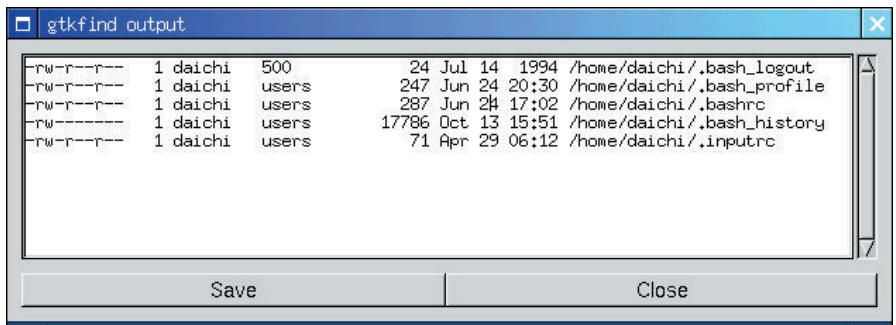 gtkfind output
-rw-r--r-- 1 daichi 500 24 Jul 14 1994 /home/daichi/.bash_logout
-rw-r--r-- 1 daichi users 247 Jun 24 20:30 /home/daichi/.bash_profile
-rw-r--r-- 1 daichi users 287 Jun 24 17:02 /home/daichi/.bashrc
-rw------- 1 daichi users 17786 Oct 13 15:51 /home/daichi/.bash_history
-rw-r--r-- 1 daichi users 71 Apr 29 06:12 /home/daichi/.inputrc
Save Close